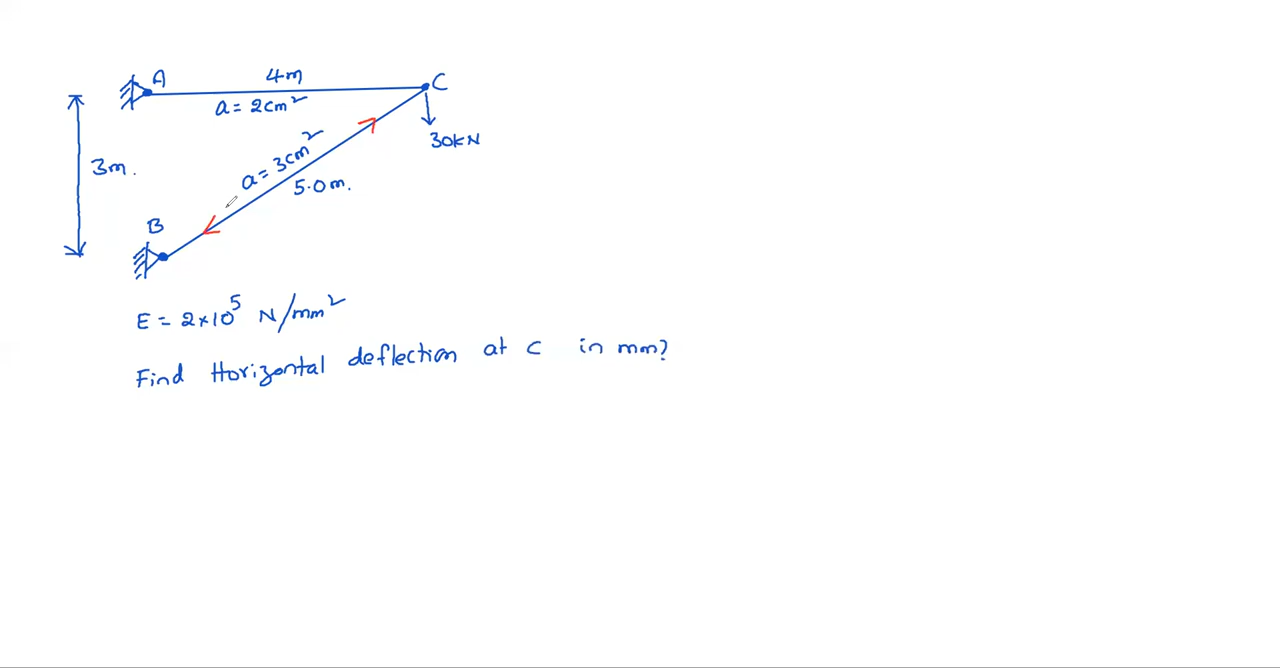 A
4m
C
a = 2cm²
30kN
3m.
a = 3cm²
5.0m.
B
E = 2×10⁵ N/mm²
Find Horizontal deflection at C in mm?